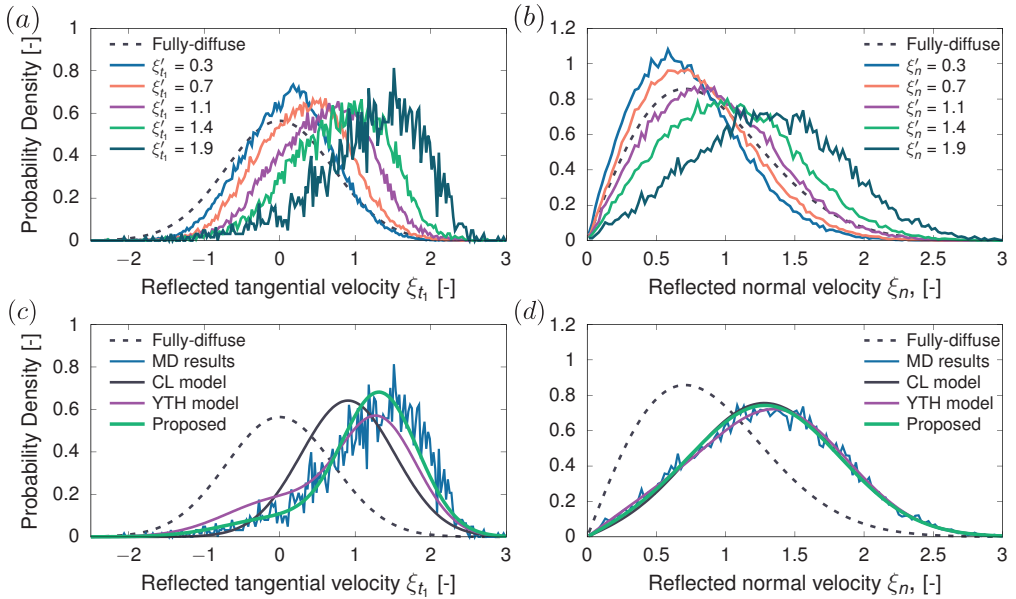 (a)
Probability Density [-]
1
0.8
0.6
0.4
0.2
0
Fully-diffuse
ξ′t₁ = 0.3
ξ′t₁ = 0.7
ξ′t₁ = 1.1
ξ′t₁ = 1.4
ξ′t₁ = 1.9
−2
−1
0
1
2
3
Reflected tangential velocity ξt₁ [-]
(b)
1.2
1
0.8
0.6
0.4
0.2
0
Fully-diffuse
ξ′n = 0.3
ξ′n = 0.7
ξ′n = 1.1
ξ′n = 1.4
ξ′n = 1.9
0
0.5
1
1.5
2
2.5
3
Reflected normal velocity ξn, [-]
(c)
Probability Density [-]
1
0.8
0.6
0.4
0.2
0
Fully-diffuse
MD results
CL model
YTH model
Proposed
−2
−1
0
1
2
3
Reflected tangential velocity ξt₁ [-]
(d)
1.2
1
0.8
0.6
0.4
0.2
0
Fully-diffuse
MD results
CL model
YTH model
Proposed
0
0.5
1
1.5
2
2.5
3
Reflected normal velocity ξn, [-]